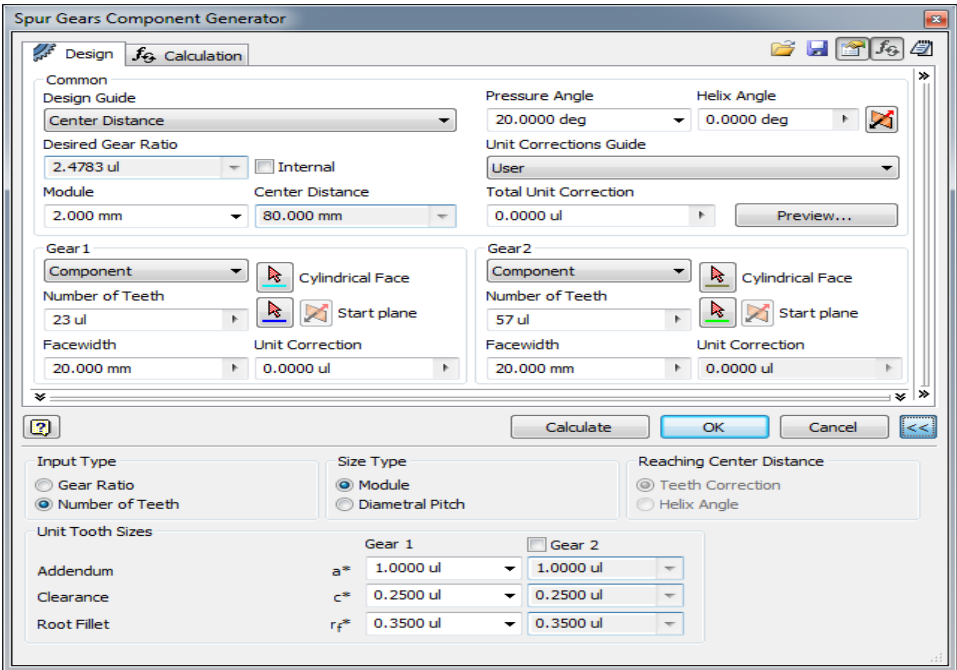 Spur Gears Component Generator
Design
Calculation
Common
Design Guide
Center Distance
Pressure Angle
20.0000 deg
Helix Angle
0.0000 deg
Desired Gear Ratio
2.4783 ul
Internal
Unit Corrections Guide
User
Module
2.000 mm
Center Distance
80.000 mm
Total Unit Correction
0.0000 ul
Preview...
Gear1
Component
Cylindrical Face
Number of Teeth
23 ul
Start plane
Facewidth
20.000 mm
Unit Correction
0.0000 ul
Gear2
Component
Cylindrical Face
Number of Teeth
57 ul
Start plane
Facewidth
20.000 mm
Unit Correction
0.0000 ul
Calculate
OK
Cancel
<<
Input Type
Gear Ratio
Number of Teeth
Size Type
Module
Diametral Pitch
Reaching Center Distance
Teeth Correction
Helix Angle
Unit Tooth Sizes
Gear 1
Gear 2
Addendum a* 1.0000 ul 1.0000 ul
Clearance c* 0.2500 ul 0.2500 ul
Root Fillet rf* 0.3500 ul 0.3500 ul